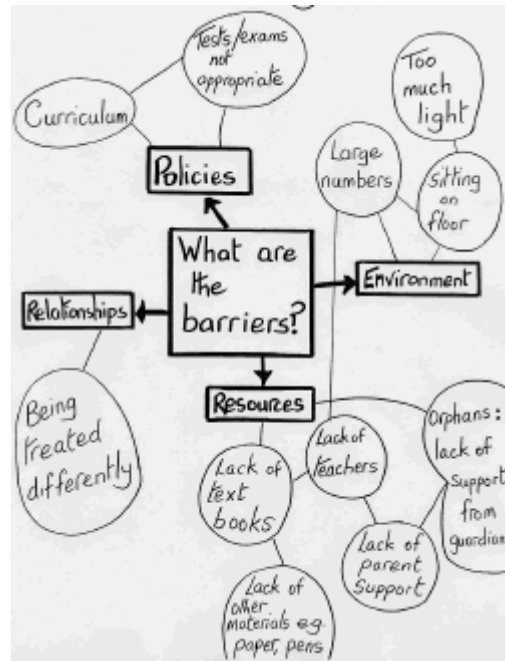 Tests/exams
not
appropriate
Curriculum
Policies
Too
much
light
Large
numbers
Sitting
on
floor
Environment
What are
the
barriers?
Relationships
Being
treated
differently
Resources
Lack of
text
books
Lack of
teachers
Orphans:
lack of
support
from
guardian
Lack of
parent
support
Lack of
other
materials e.g.
paper, pens